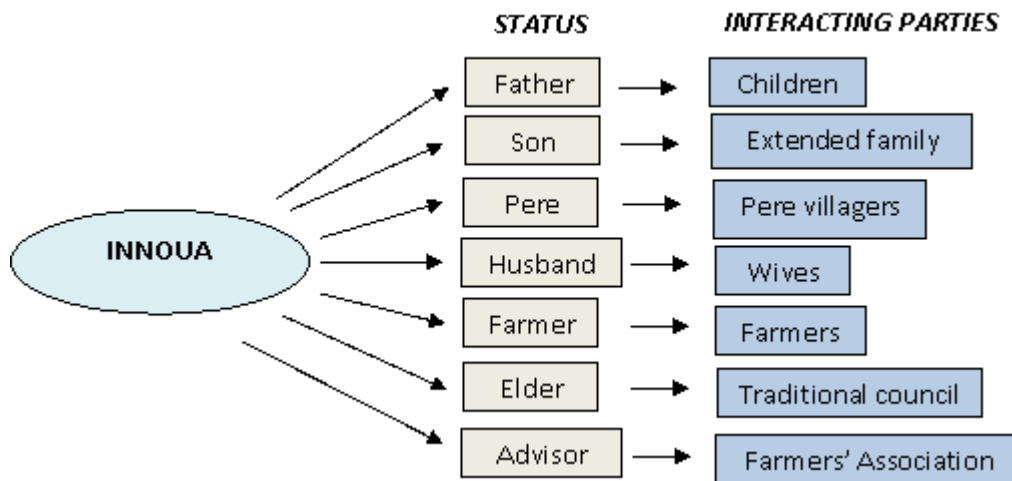 STATUS INTERACTING PARTIES
Father Children
Son Extended family
Pere Pere villagers
INNOUA
Husband Wives
Farmer Farmers
Elder Traditional council
Advisor Farmers' Association